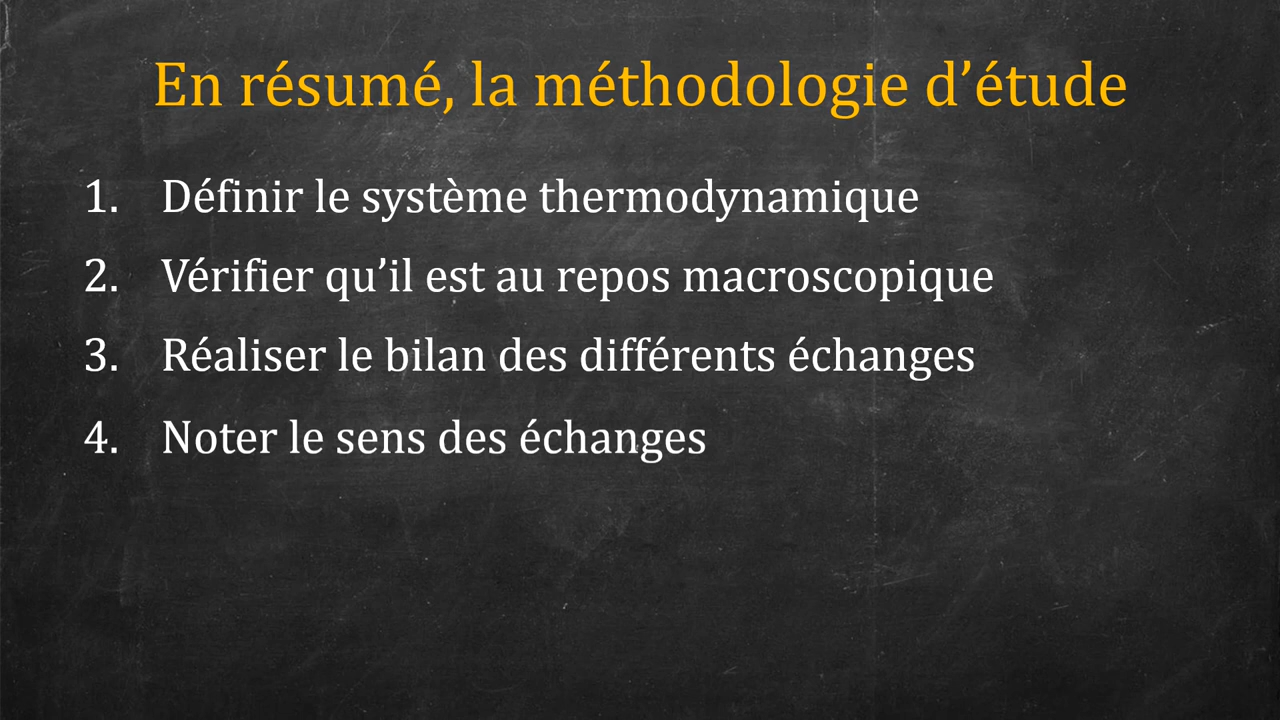 En résumé, la méthodologie d’étude
1. Définir le système thermodynamique
2. Vérifier qu’il est au repos macroscopique
3. Réaliser le bilan des différents échanges
4. Noter le sens des échanges